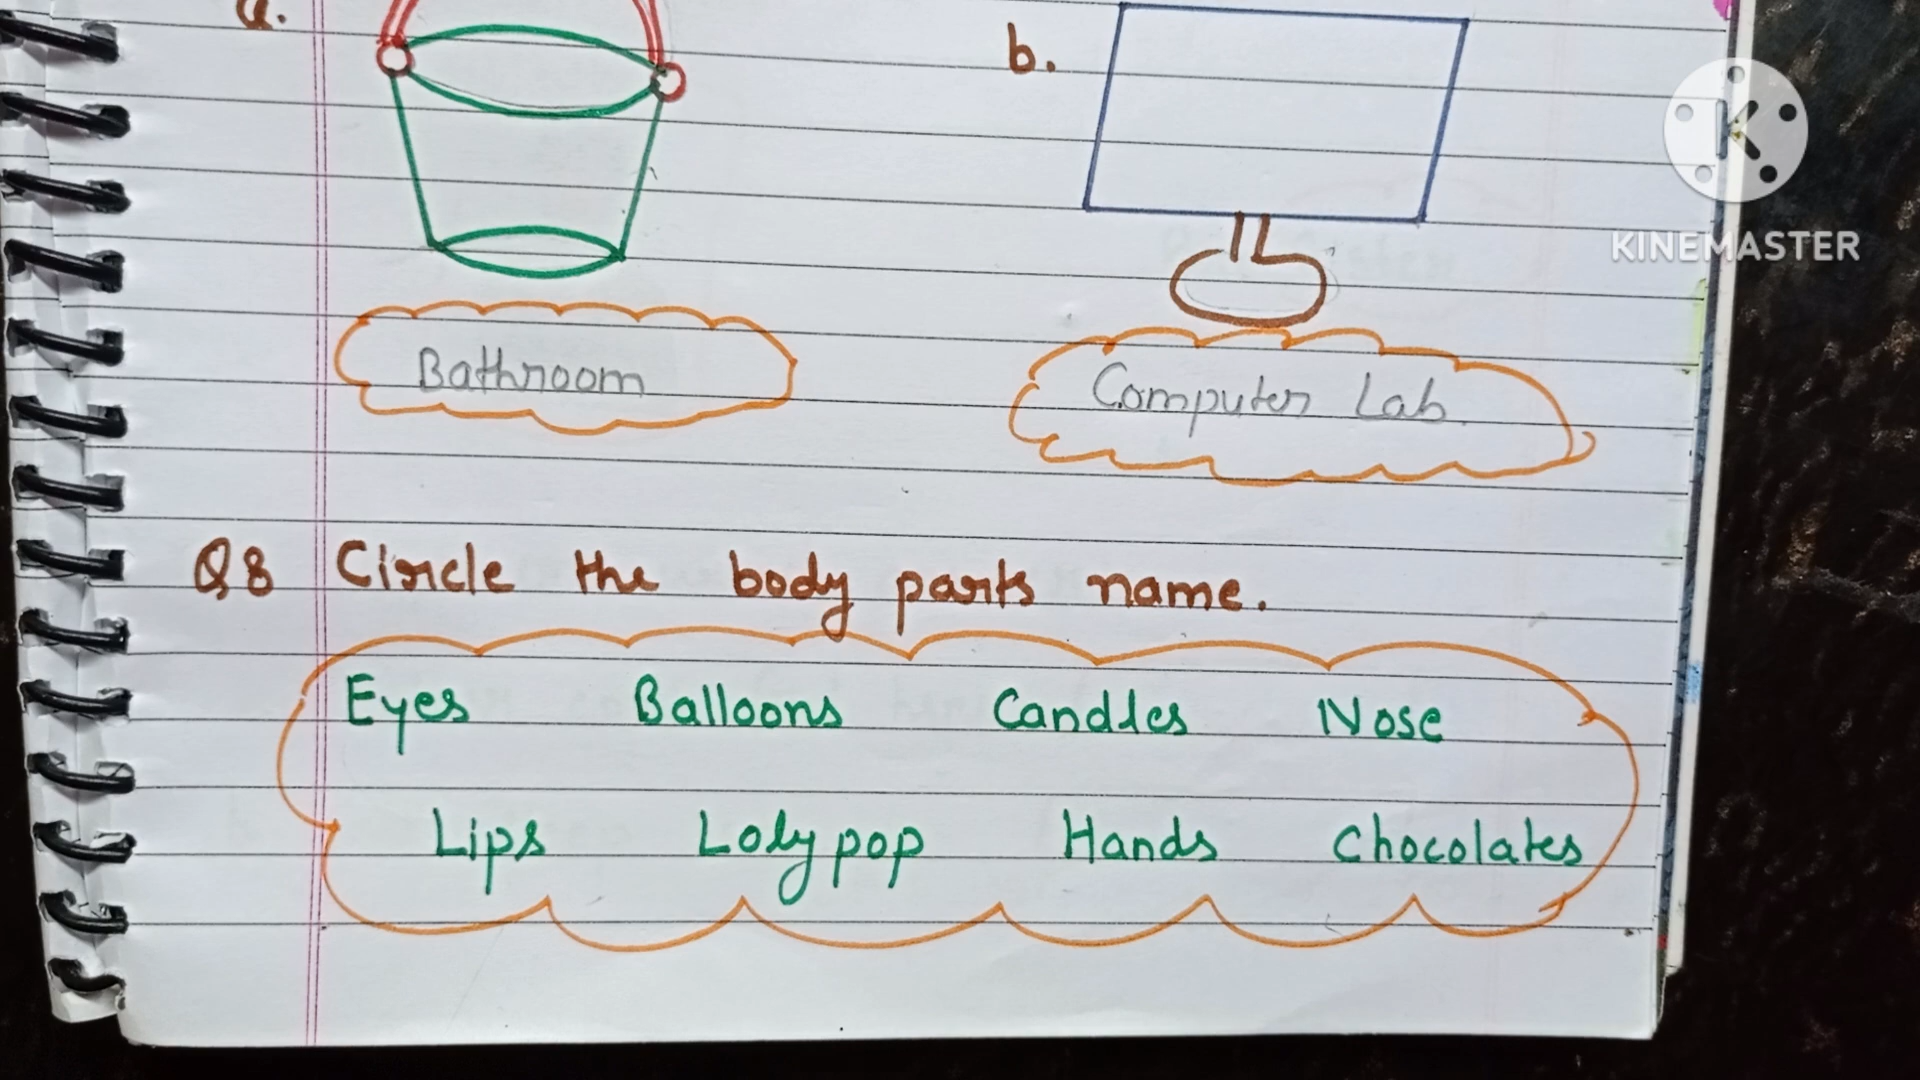 a.
b.
K
KINEMASTER
Bathroom
Computer Lab
Q8 Circle the body parts name.
Eyes Balloons Candles Nose
Lips Lolypop Hands Chocolates